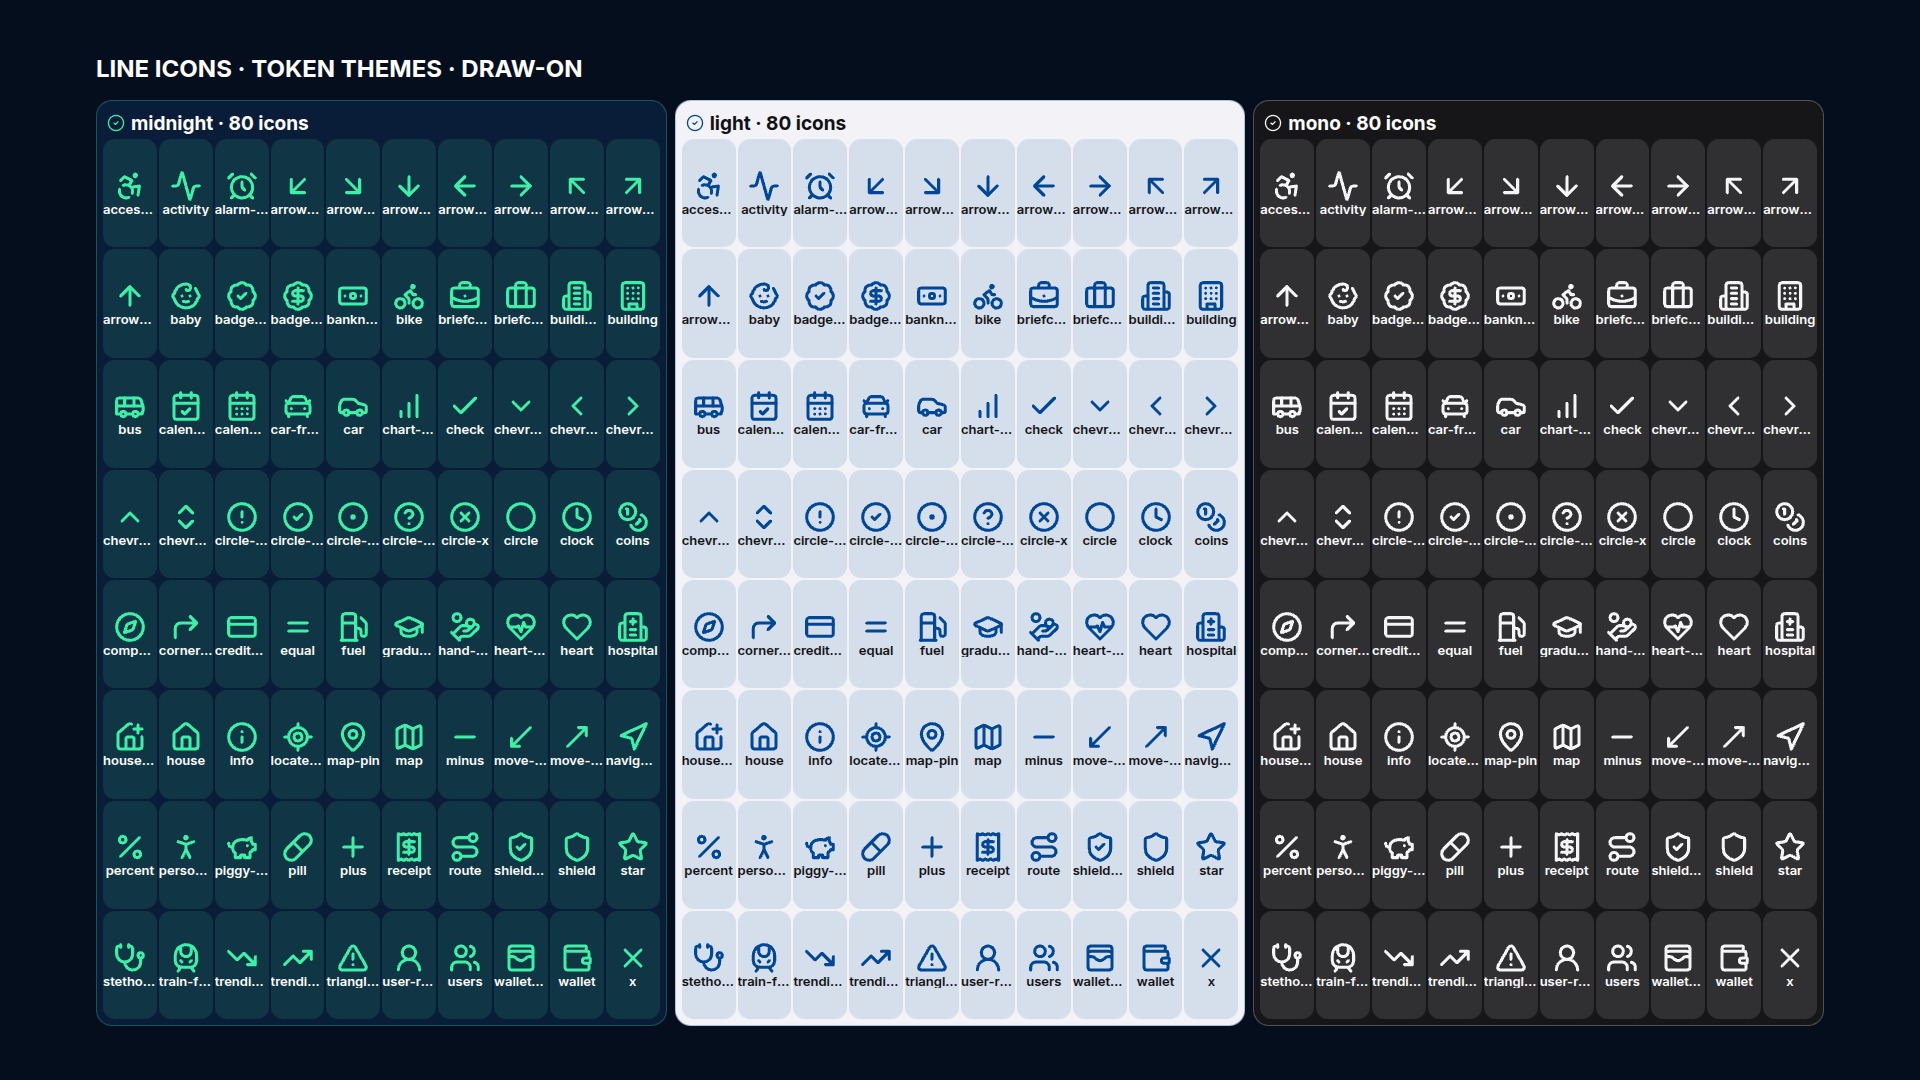 LINE ICONS · TOKEN THEMES · DRAW-ON
midnight · 80 icons
acces... activity alarm-... arrow... arrow... arrow... arrow... arrow... arrow... arrow...
arrow... baby badge... badge... bankn... bike briefc... briefc... buildi... building
bus calen... calen... car-fr... car chart-... check chevr... chevr... chevr...
chevr... chevr... circle-... circle-... circle-... circle-... circle-x circle clock coins
comp... corner... credit... equal fuel gradu... hand-... heart-... heart hospital
house... house info locate... map-pin map minus move-... move-... navig...
percent perso... piggy-... pill plus receipt route shield... shield star
stetho... train-f... trendi... trendi... triangl... user-r... users wallet... wallet x
light · 80 icons
acces... activity alarm-... arrow... arrow... arrow... arrow... arrow... arrow... arrow...
arrow... baby badge... badge... bankn... bike briefc... briefc... buildi... building
bus calen... calen... car-fr... car chart-... check chevr... chevr... chevr...
chevr... chevr... circle-... circle-... circle-... circle-... circle-x circle clock coins
comp... corner... credit... equal fuel gradu... hand-... heart-... heart hospital
house... house info locate... map-pin map minus move-... move-... navig...
percent perso... piggy-... pill plus receipt route shield... shield star
stetho... train-f... trendi... trendi... triangl... user-r... users wallet... wallet x
mono · 80 icons
acces... activity alarm-... arrow... arrow... arrow... arrow... arrow... arrow... arrow...
arrow... baby badge... badge... bankn... bike briefc... briefc... buildi... building
bus calen... calen... car-fr... car chart-... check chevr... chevr... chevr...
chevr... chevr... circle-... circle-... circle-... circle-... circle-x circle clock coins
comp... corner... credit... equal fuel gradu... hand-... heart-... heart hospital
house... house info locate... map-pin map minus move-... move-... navig...
percent perso... piggy-... pill plus receipt route shield... shield star
stetho... train-f... trendi... trendi... triangl... user-r... users wallet... wallet x